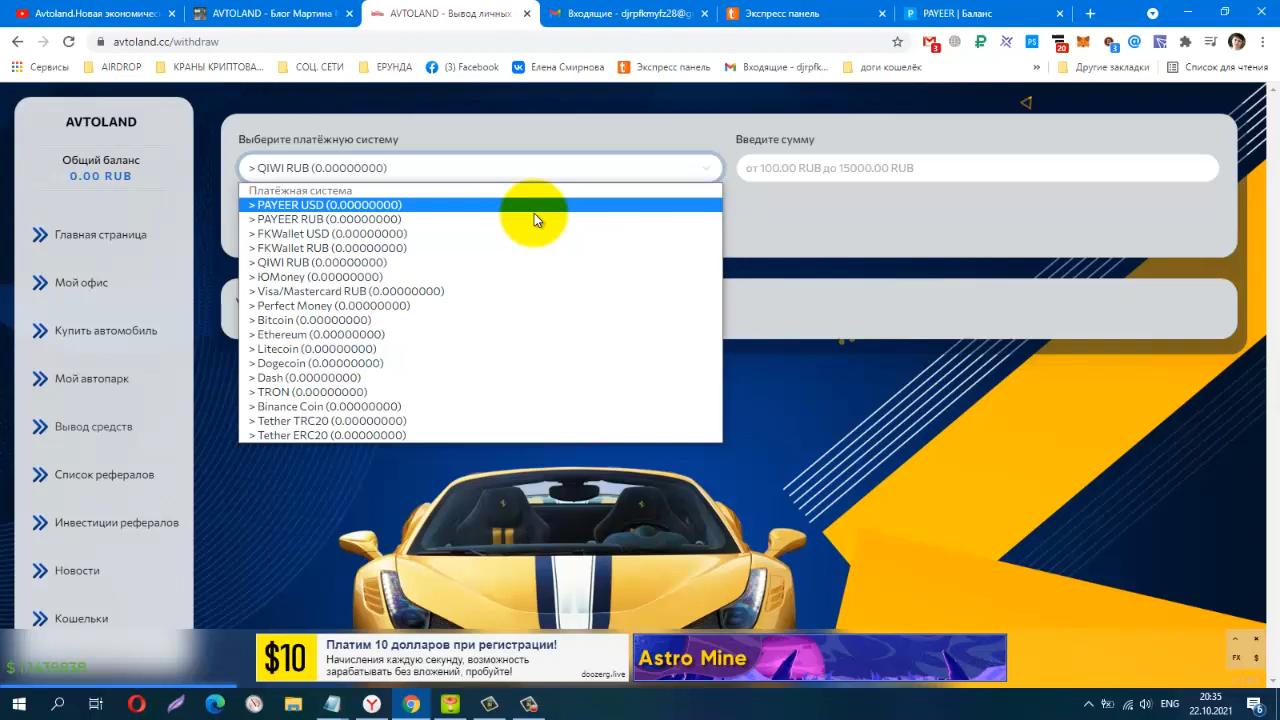 Avtoland.Новая экономичес
AVTOLAND - Блог Мартина
AVTOLAND - Вывод личных
Входящие - djrpfkmyfz28@g
Экспресс панель
PAYEER | Баланс
avtoland.cc/withdraw
3
20
3
Сервисы
AIRDROP
КРАНЫ КРИПТОВА...
СОЦ. СЕТИ
ЕРУНДА
(3) Facebook
Елена Смирнова
Экспресс панель
Входящие - djrpfk...
доги кошелёк
»
Другие закладки
Список для чтения
AVTOLAND
Общий баланс
0.00 RUB
Главная страница
Мой офис
Купить автомобиль
Мой автопарк
Вывод средств
Список рефералов
Инвестиции рефералов
Новости
Кошельки
Выберите платёжную систему
> QIWI RUB (0.00000000)
Платёжная система
> PAYEER USD (0.00000000)
> PAYEER RUB (0.00000000)
> FKWallet USD (0.00000000)
> FKWallet RUB (0.00000000)
> QIWI RUB (0.00000000)
> ЮMoney (0.00000000)
> Visa/Mastercard RUB (0.00000000)
> Perfect Money (0.00000000)
> Bitcoin (0.00000000)
> Ethereum (0.00000000)
> Litecoin (0.00000000)
> Dogecoin (0.00000000)
> Dash (0.00000000)
> TRON (0.00000000)
> Binance Coin (0.00000000)
> Tether TRC20 (0.00000000)
> Tether ERC20 (0.00000000)
Введите сумму
от 100.00 RUB до 15000.00 RUB
$10
Платим 10 долларов при регистрации!
Начисления каждую секунду, возможность
зарабатывать без вложений, пробуйте!
doozerg.live
Astro Mine
FX $
ENG
20:35
22.10.2021
6